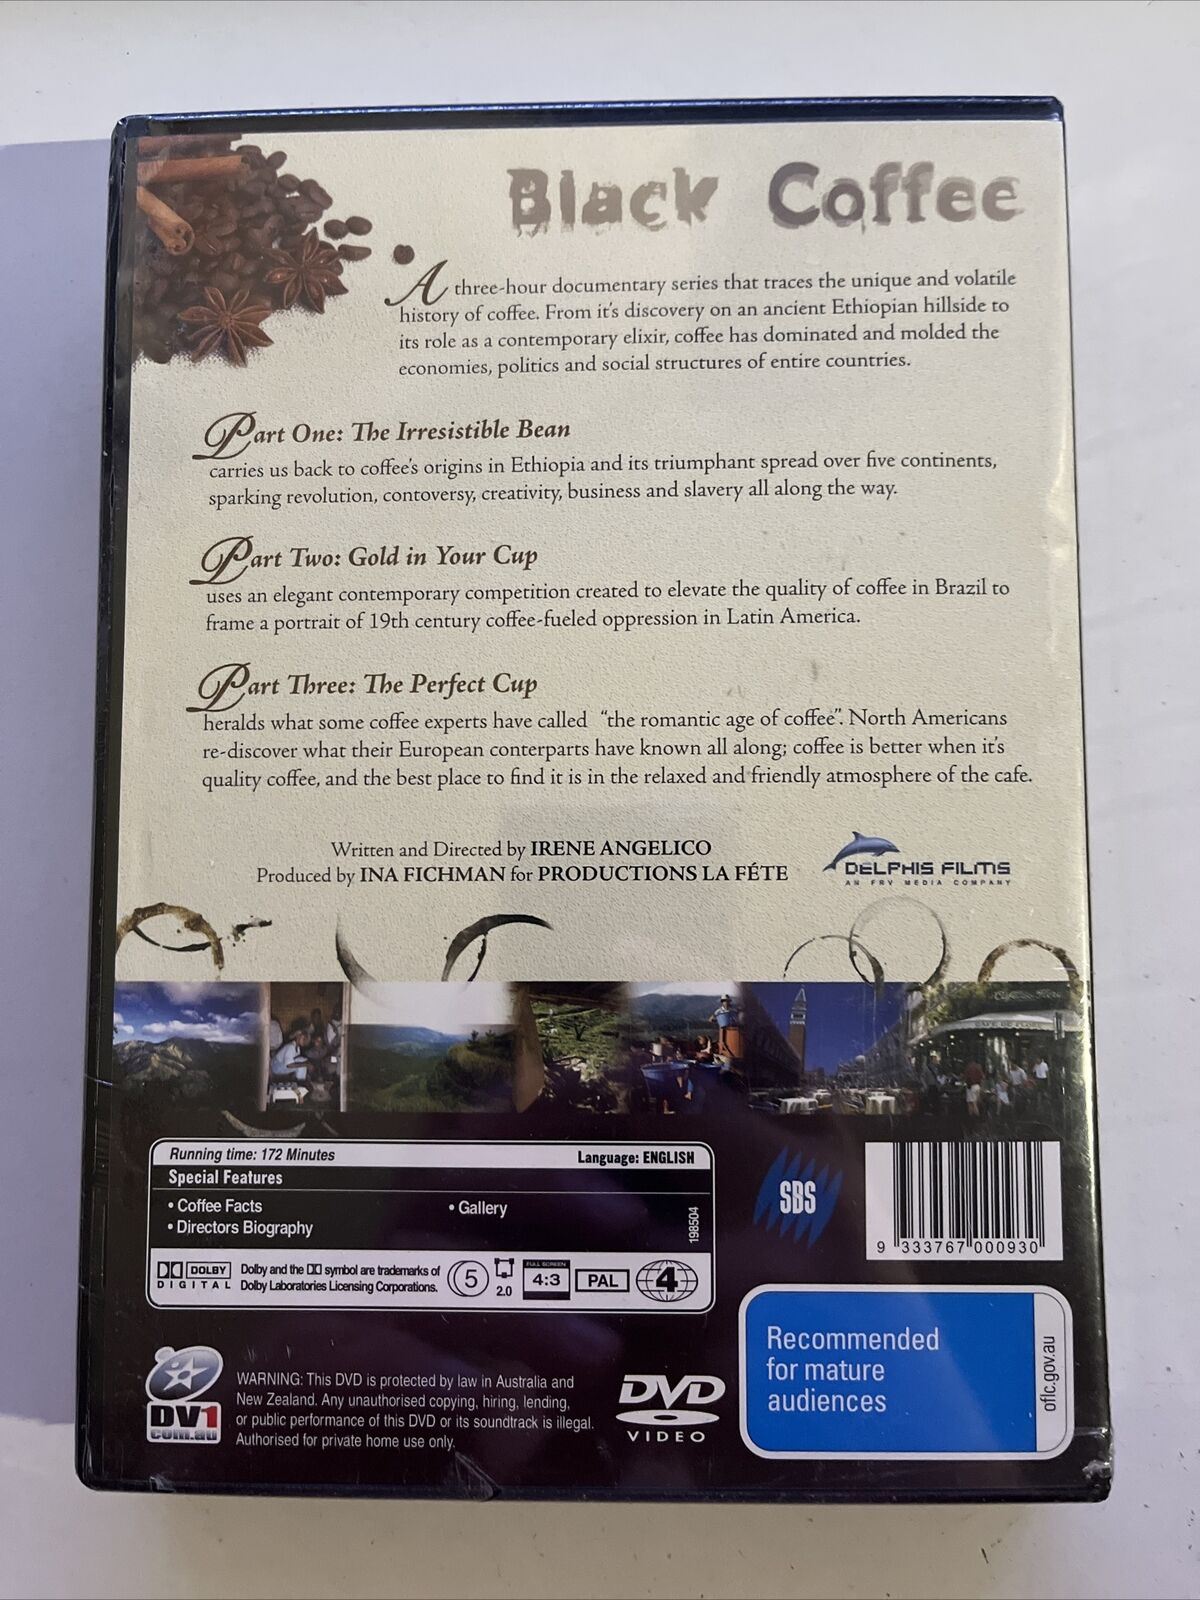 Black Coffee
A three-hour documentary series that traces the unique and volatile
history of coffee. From it's discovery on an ancient Ethiopian hillside to
its role as a contemporary elixir, coffee has dominated and molded the
economies, politics and social structures of entire countries.
Part One: The Irresistible Bean
carries us back to coffee's origins in Ethiopia and its triumphant spread over five continents,
sparking revolution, contoversy, creativity, business and slavery all along the way.
Part Two: Gold in Your Cup
uses an elegant contemporary competition created to elevate the quality of coffee in Brazil to
frame a portrait of 19th century coffee-fueled oppression in Latin America.
Part Three: The Perfect Cup
heralds what some coffee experts have called "the romantic age of coffee". North Americans
re-discover what their European conterparts have known all along; coffee is better when it's
quality coffee, and the best place to find it is in the relaxed and friendly atmosphere of the cafe.
Written and Directed by IRENE ANGELICO
Produced by INA FICHMAN for PRODUCTIONS LA FÉTE
DELPHIS FILMS
AN FRV MEDIA COMPANY
CAFE DE FLORE
Running time: 172 Minutes
Language: ENGLISH
Special Features
• Coffee Facts
• Gallery
• Directors Biography
198504
DOLBY
DIGITAL
Dolby and the DD symbol are trademarks of
Dolby Laboratories Licensing Corporations.
5
2.0
FULL SCREEN
4:3
PAL
4
SBS
9 333767 000930
Recommended
for mature
audiences
oflc.gov.au
DV1
com.au
WARNING: This DVD is protected by law in Australia and
New Zealand. Any unauthorised copying, hiring, lending,
or public performance of this DVD or its soundtrack is illegal.
Authorised for private home use only.
DVD
VIDEO